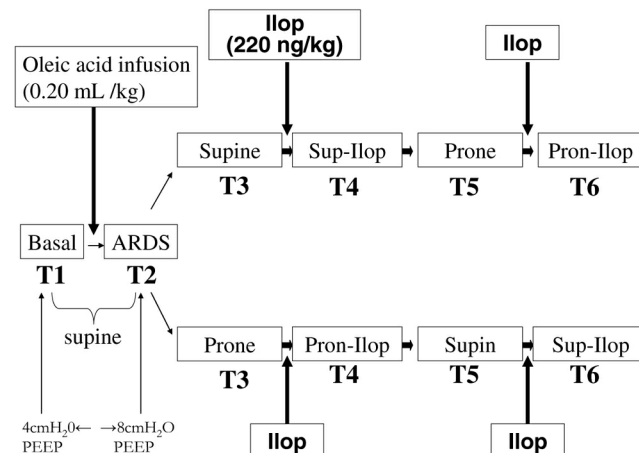 Ilop
(220 ng/kg)
Ilop
Oleic acid infusion
(0.20 mL /kg)
Supine
Sup-Ilop
Prone
Pron-Ilop
T3
T4
T5
T6
Basal
ARDS
T1
T2
supine
Prone
Pron-Ilop
Supin
Sup-Ilop
T3
T4
T5
T6
4cmH20← →8cmH2O
PEEP
PEEP
Ilop
Ilop